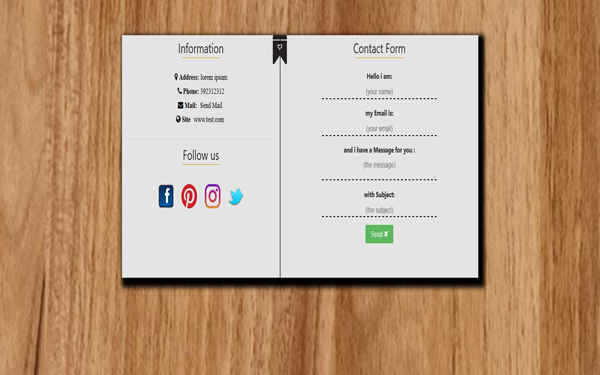 Information
Address: lorem ipsum
Phone: 392312312
Mail: Send Mail
Site www.test.com
Follow us
Contact Form
Hello i am:
(your name)
my Email is:
(your email)
and i have a Message for you :
(the message)
with Subject:
(the subject)
Send